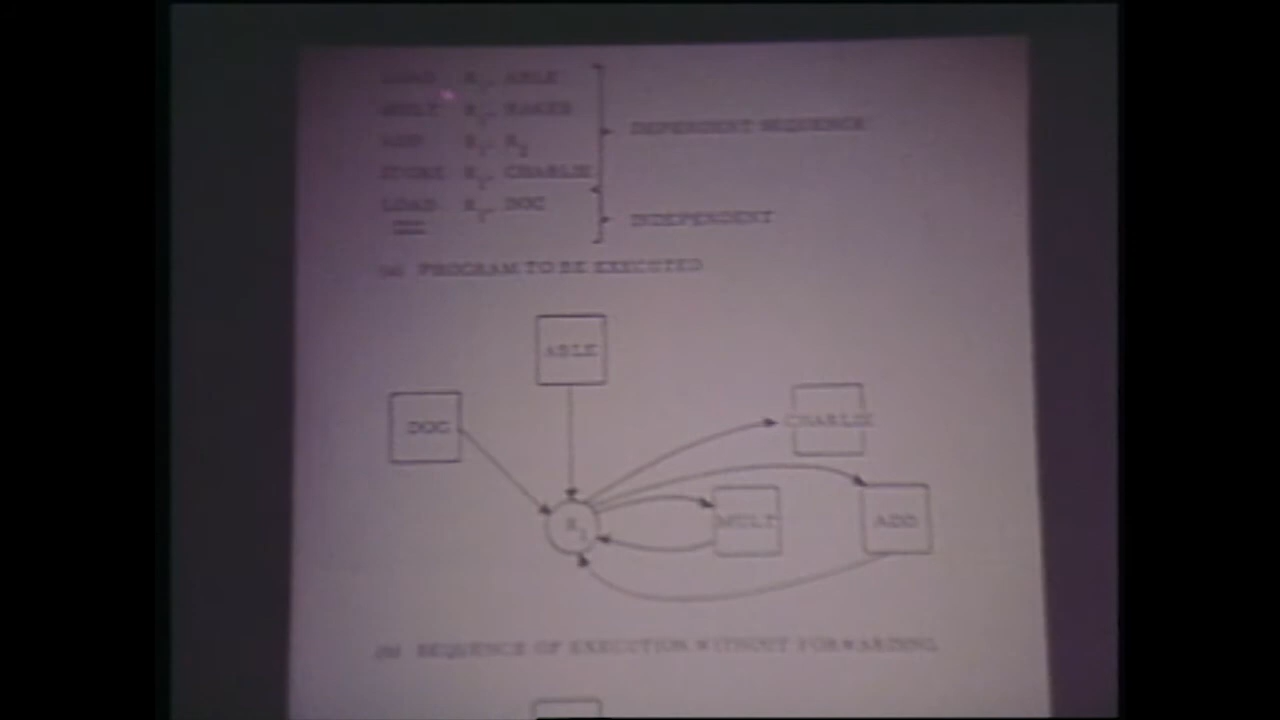 LOAD R1, ABLE
MULT R1, BAKER
ADD R1, R2
STORE R1, CHARLIE
LOAD R1, DOG
DEPENDENT SEQUENCE
INDEPENDENT
(a) PROGRAM TO BE EXECUTED
ABLE
DOG
CHARLIE
R1
MULT
ADD
(b) SEQUENCE OF EXECUTION WITHOUT FORWARDING.